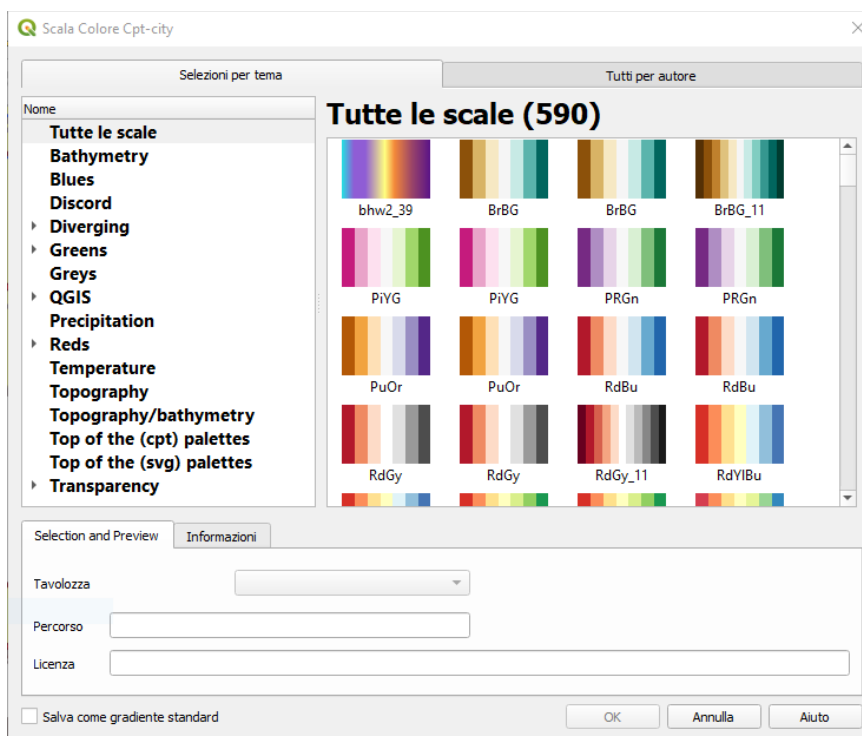 Scala Colore Cpt-city
Selezioni per tema
Tutti per autore
Nome
Tutte le scale
Bathymetry
Blues
Discord
Diverging
Greens
Greys
QGIS
Precipitation
Reds
Temperature
Topography
Topography/bathymetry
Top of the (cpt) palettes
Top of the (svg) palettes
Transparency
Tutte le scale (590)
bhw2_39 BrBG BrBG BrBG_11
PiYG PiYG PRGn PRGn
PuOr PuOr RdBu RdBu
RdGy RdGy RdGy_11 RdYlBu
Selection and Preview
Informazioni
Tavolozza
Percorso
Licenza
Salva come gradiente standard
OK Annulla Aiuto